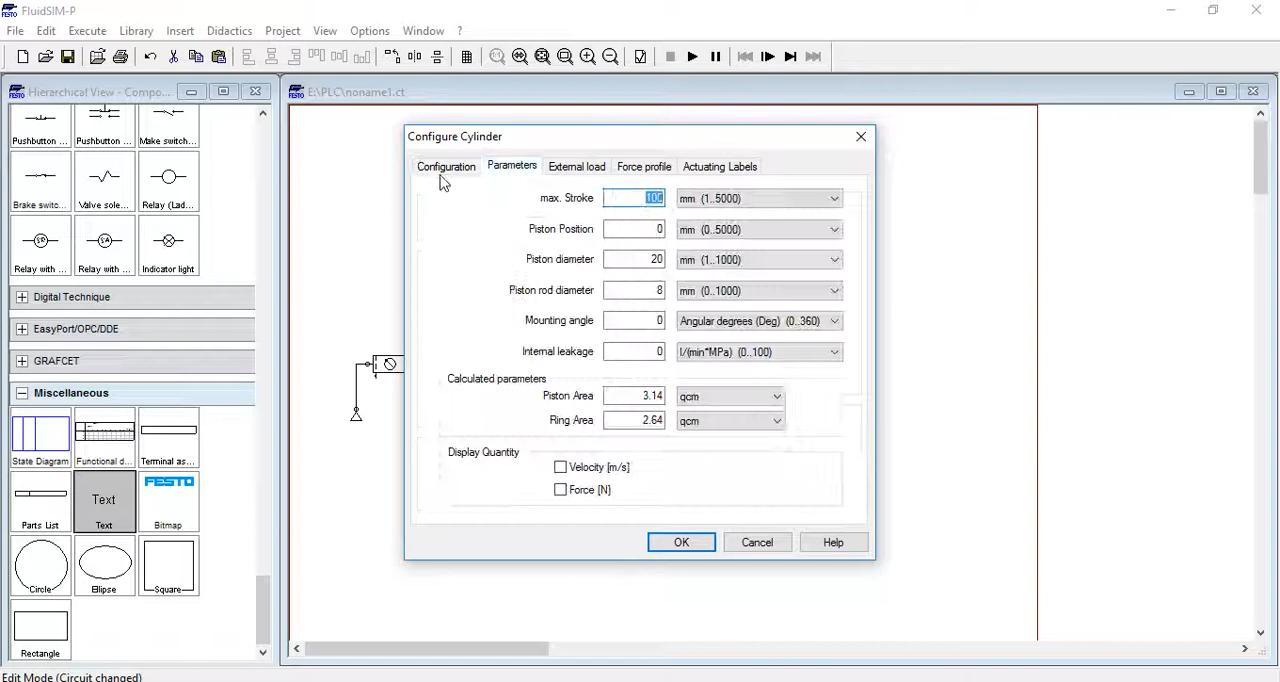 FESTO FluidSIM-P
File Edit Execute Library Insert Didactics Project View Options Window ?
FESTO Hierarchical View - Compo...
FESTO E:\PLC\noname1.ct
Pushbutton ... Pushbutton ... Make switch...
Brake switc... Valve sole... Relay (Lad...
Relay with ... Relay with ... Indicator light
Digital Technique
EasyPort/OPC/DDE
GRAFCET
Miscellaneous
State Diagram Functional d... Terminal as...
Parts List
Text
Text
FESTO
Bitmap
Circle Ellipse Square
Rectangle
Configure Cylinder
Configuration Parameters External load Force profile Actuating Labels
max. Stroke 100 mm (1..5000)
Piston Position 0 mm (0..5000)
Piston diameter 20 mm (1..1000)
Piston rod diameter 8 mm (0..1000)
Mounting angle 0 Angular degrees (Deg) (0..360)
Internal leakage 0 l/(min*MPa) (0..100)
Calculated parameters
Piston Area 3.14 qcm
Ring Area 2.64 qcm
Display Quantity
Velocity [m/s]
Force [N]
OK Cancel Help
Edit Mode (Circuit changed)